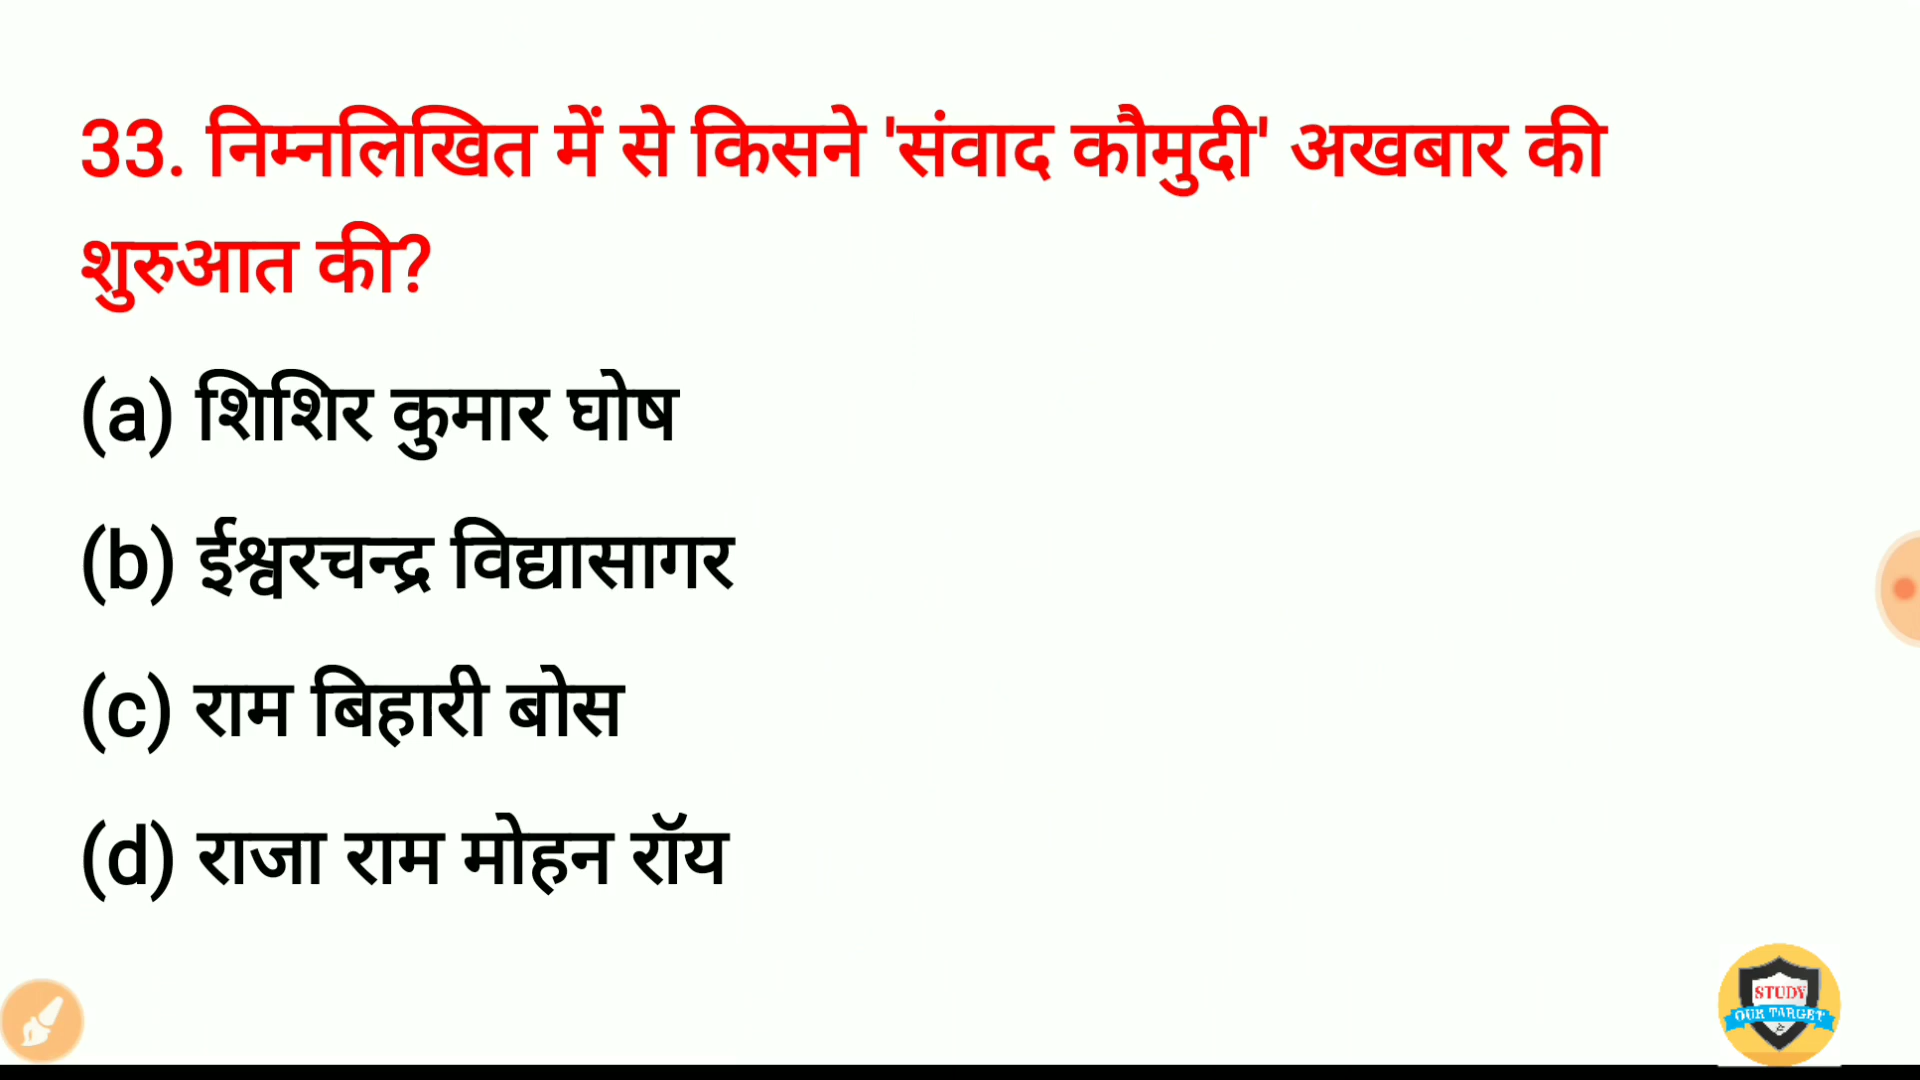 33. निम्नलिखित में से किसने 'संवाद कौमुदी' अखबार की
शुरुआत की?
(a) शिशिर कुमार घोष
(b) ईश्वरचन्द्र विद्यासागर
(c) राम बिहारी बोस
(d) राजा राम मोहन रॉय
STUDY
OUR TARGET